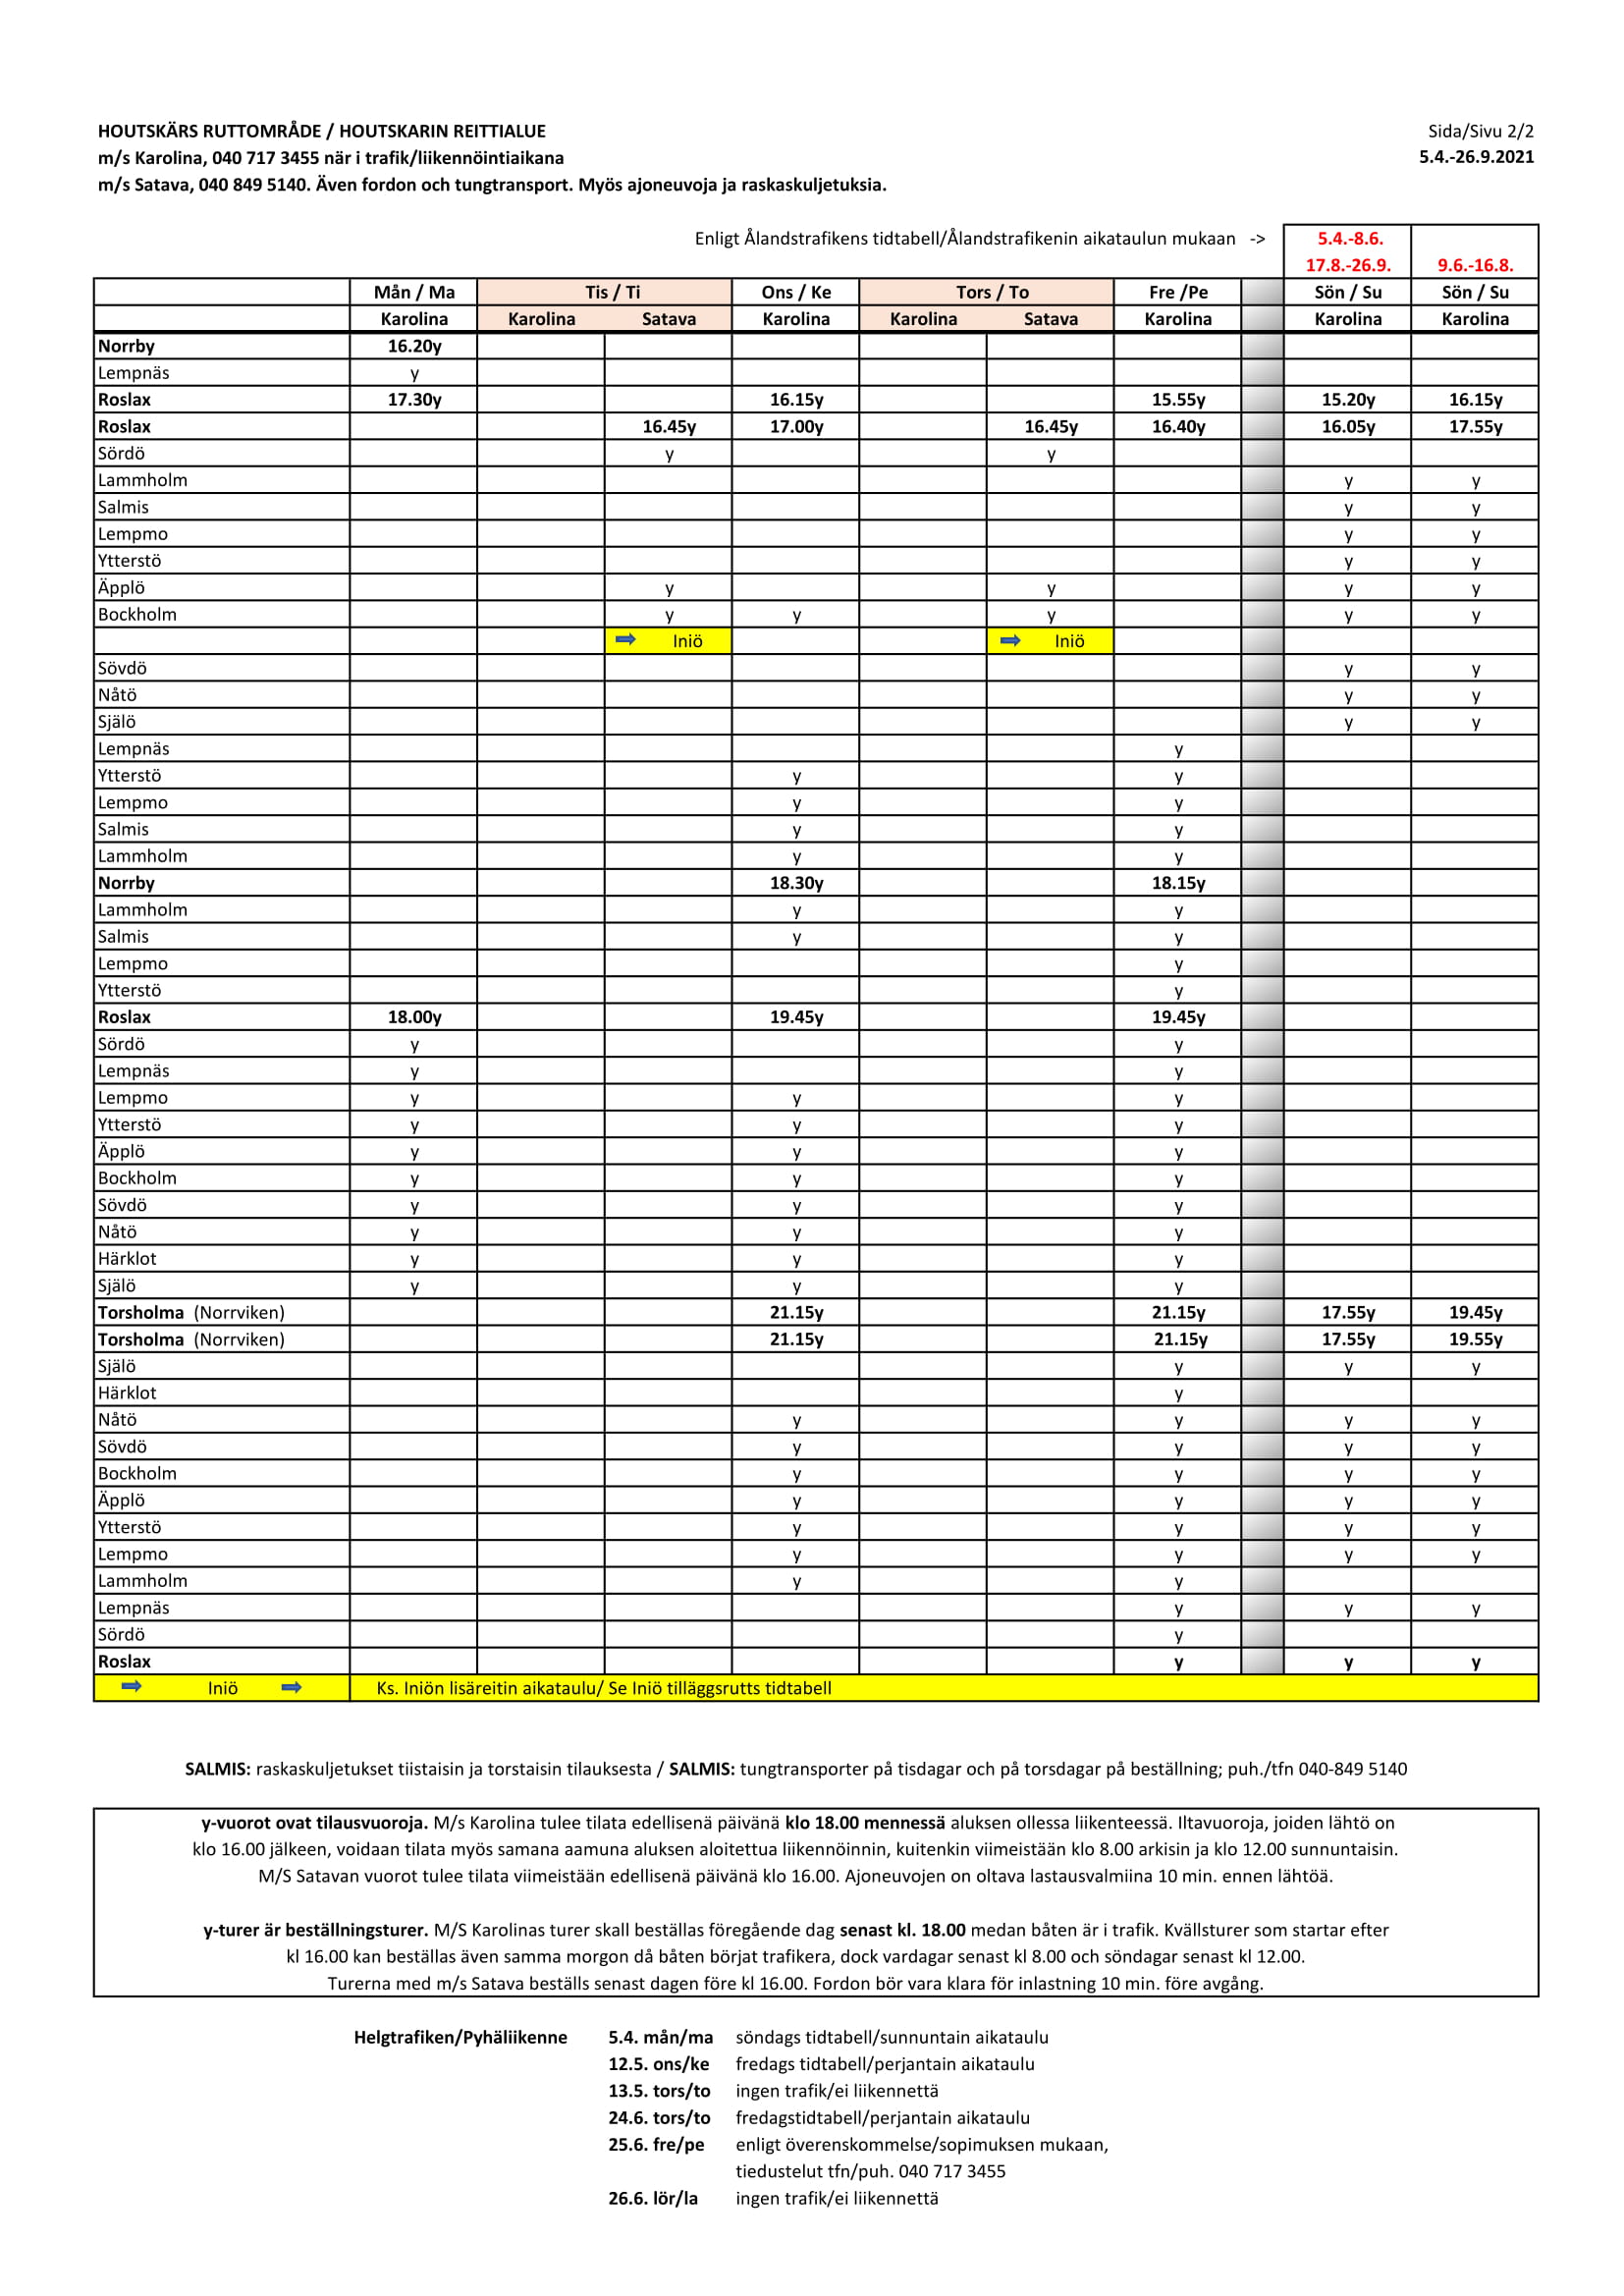 HOUTSKÄRS RUTTOMRÅDE / HOUTSKARIN REITTIALUE Sida/Sivu 2/2
m/s Karolina, 040 717 3455 när i trafik/liikennöintiaikana 5.4.-26.9.2021
m/s Satava, 040 849 5140. Även fordon och tungtransport. Myös ajoneuvoja ja raskaskuljetuksia.
Enligt Ålandstrafikens tidtabell/Ålandstrafikenin aikataulun mukaan -> 5.4.-8.6.
17.8.-26.9. 9.6.-16.8.
Mån / Ma Tis / Ti Ons / Ke Tors / To Fre /Pe Sön / Su Sön / Su
Karolina Karolina Satava Karolina Karolina Satava Karolina Karolina Karolina
Norrby 16.20y
Lempnäs y
Roslax 17.30y 16.15y 15.55y 15.20y 16.15y
Roslax 16.45y 17.00y 16.45y 16.40y 16.05y 17.55y
Sördö y y
Lammholm y y
Salmis y y
Lempmo y y
Ytterstö y y
Äpplö y y y y
Bockholm y y y y y
Iniö Iniö
Sövdö y y
Nåtö y y
Själö y y
Lempnäs y
Ytterstö y y
Lempmo y y
Salmis y y
Lammholm y y
Norrby 18.30y 18.15y
Lammholm y y
Salmis y y
Lempmo y
Ytterstö y
Roslax 18.00y 19.45y 19.45y
Sördö y y
Lempnäs y y
Lempmo y y y
Ytterstö y y y
Äpplö y y y
Bockholm y y y
Sövdö y y y
Nåtö y y y
Härklot y y y
Själö y y y
Torsholma (Norrviken) 21.15y 21.15y 17.55y 19.45y
Torsholma (Norrviken) 21.15y 21.15y 17.55y 19.55y
Själö y y y
Härklot y
Nåtö y y y y
Sövdö y y y y
Bockholm y y y y
Äpplö y y y y
Ytterstö y y y y
Lempmo y y y y
Lammholm y y
Lempnäs y y y
Sördö y
Roslax y y y
Iniö Ks. Iniön lisäreitin aikataulu/ Se Iniö tilläggsrutts tidtabell
SALMIS: raskaskuljetukset tiistaisin ja torstaisin tilauksesta / SALMIS: tungtransporter på tisdagar och på torsdagar på beställning; puh./tfn 040-849 5140
y-vuorot ovat tilausvuoroja. M/s Karolina tulee tilata edellisenä päivänä klo 18.00 mennessä aluksen ollessa liikenteessä. Iltavuoroja, joiden lähtö on
klo 16.00 jälkeen, voidaan tilata myös samana aamuna aluksen aloitettua liikennöinnin, kuitenkin viimeistään klo 8.00 arkisin ja klo 12.00 sunnuntaisin.
M/S Satavan vuorot tulee tilata viimeistään edellisenä päivänä klo 16.00. Ajoneuvojen on oltava lastausvalmiina 10 min. ennen lähtöä.
y-turer är beställningsturer. M/S Karolinas turer skall beställas föregående dag senast kl. 18.00 medan båten är i trafik. Kvällsturer som startar efter
kl 16.00 kan beställas även samma morgon då båten börjat trafikera, dock vardagar senast kl 8.00 och söndagar senast kl 12.00.
Turerna med m/s Satava beställs senast dagen före kl 16.00. Fordon bör vara klara för inlastning 10 min. före avgång.
Helgtrafiken/Pyhäliikenne 5.4. mån/ma söndags tidtabell/sunnuntain aikataulu
12.5. ons/ke fredags tidtabell/perjantain aikataulu
13.5. tors/to ingen trafik/ei liikennettä
24.6. tors/to fredagstidtabell/perjantain aikataulu
25.6. fre/pe enligt överenskommelse/sopimuksen mukaan,
tiedustelut tfn/puh. 040 717 3455
26.6. lör/la ingen trafik/ei liikennettä